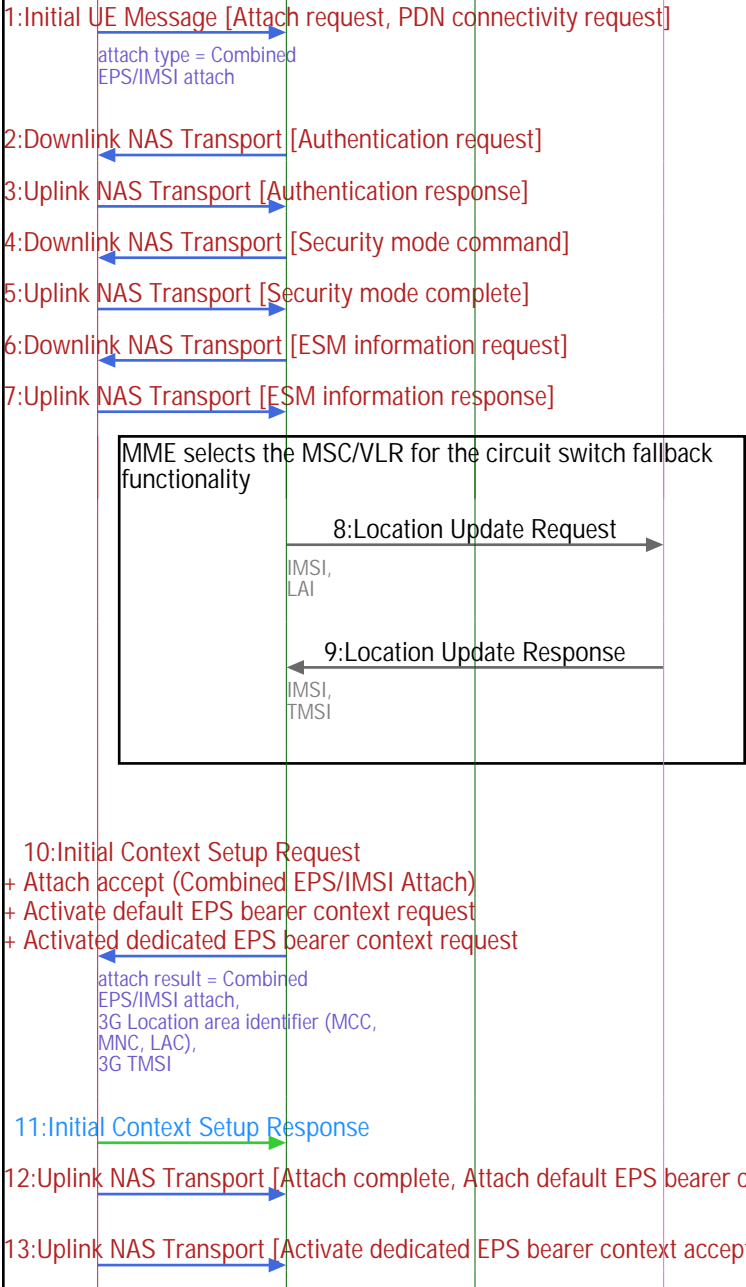 1:Initial UE Message [Attach request, PDN connectivity request]
attach type = Combined
EPS/IMSI attach
2:Downlink NAS Transport [Authentication request]
3:Uplink NAS Transport [Authentication response]
4:Downlink NAS Transport [Security mode command]
5:Uplink NAS Transport [Security mode complete]
6:Downlink NAS Transport [ESM information request]
7:Uplink NAS Transport [ESM information response]
MME selects the MSC/VLR for the circuit switch fallback
functionality
8:Location Update Request
IMSI,
LAI
9:Location Update Response
IMSI,
TMSI
10:Initial Context Setup Request
+ Attach accept (Combined EPS/IMSI Attach)
+ Activate default EPS bearer context request
+ Activated dedicated EPS bearer context request
attach result = Combined
EPS/IMSI attach,
3G Location area identifier (MCC,
MNC, LAC),
3G TMSI
11:Initial Context Setup Response
12:Uplink NAS Transport [Attach complete, Attach default EPS bearer
13:Uplink NAS Transport [Activate dedicated EPS bearer context